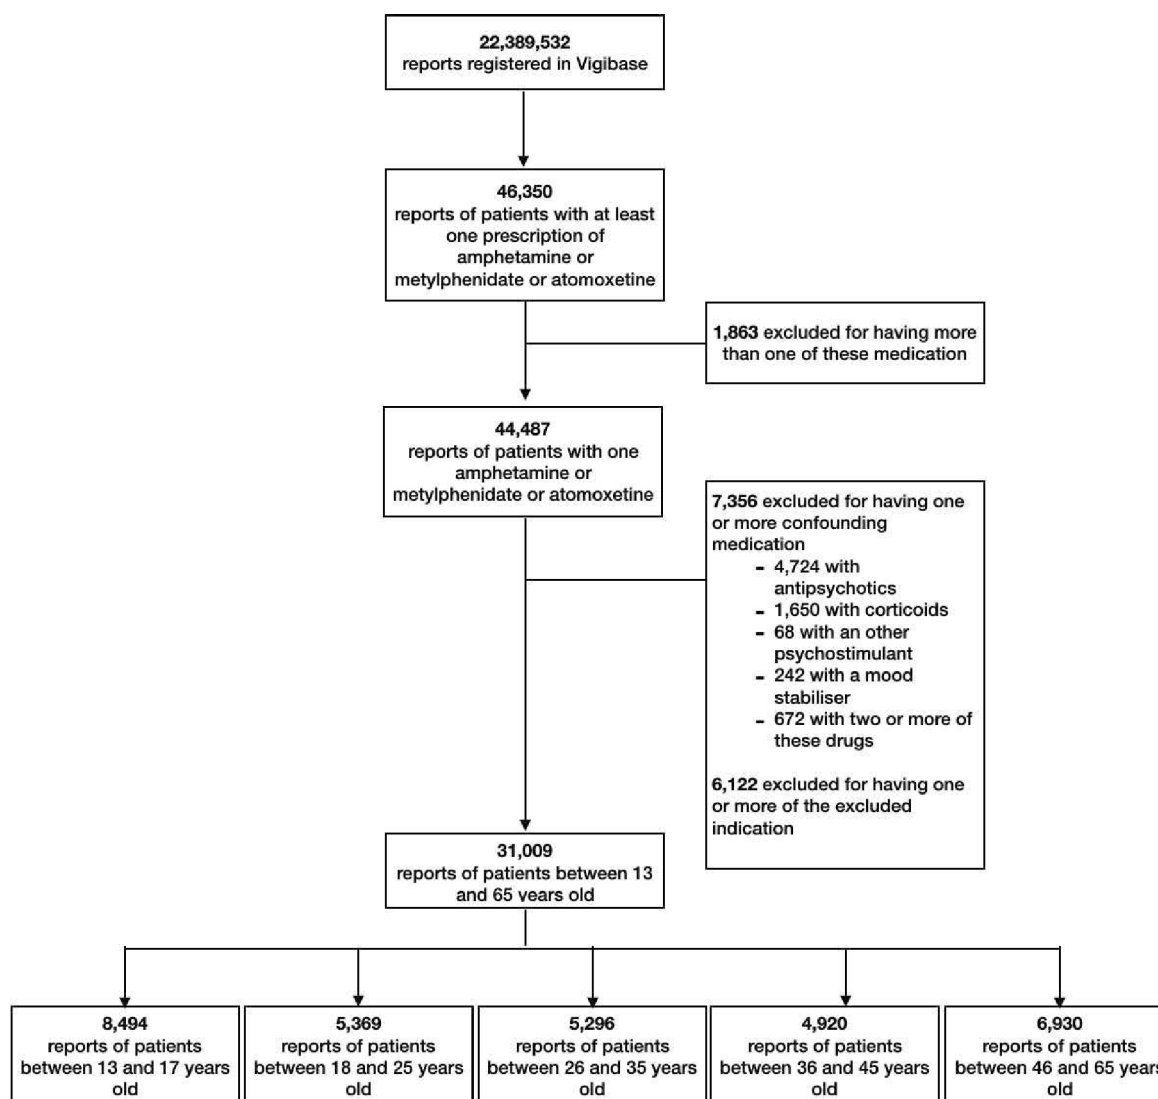 22,389,532
reports registered in Vigibase
46,350
reports of patients with at least
one prescription of
amphetamine or
metylphenidate or atomoxetine
1,863 excluded for having more
than one of these medication
44,487
reports of patients with one
amphetamine or
metylphenidate or atomoxetine
7,356 excluded for having one
or more confounding
medication
- 4,724 with
antipsychotics
- 1,650 with corticoids
- 68 with an other
psychostimulant
- 242 with a mood
stabiliser
- 672 with two or more of
these drugs
6,122 excluded for having one
or more of the excluded
indication
31,009
reports of patients between 13
and 65 years old
8,494
reports of patients
between 13 and 17 years
old
5,369
reports of patients
between 18 and 25 years
old
5,296
reports of patients
between 26 and 35 years
old
4,920
reports of patients
between 36 and 45 years
old
6,930
reports of patients
between 46 and 65 years
old